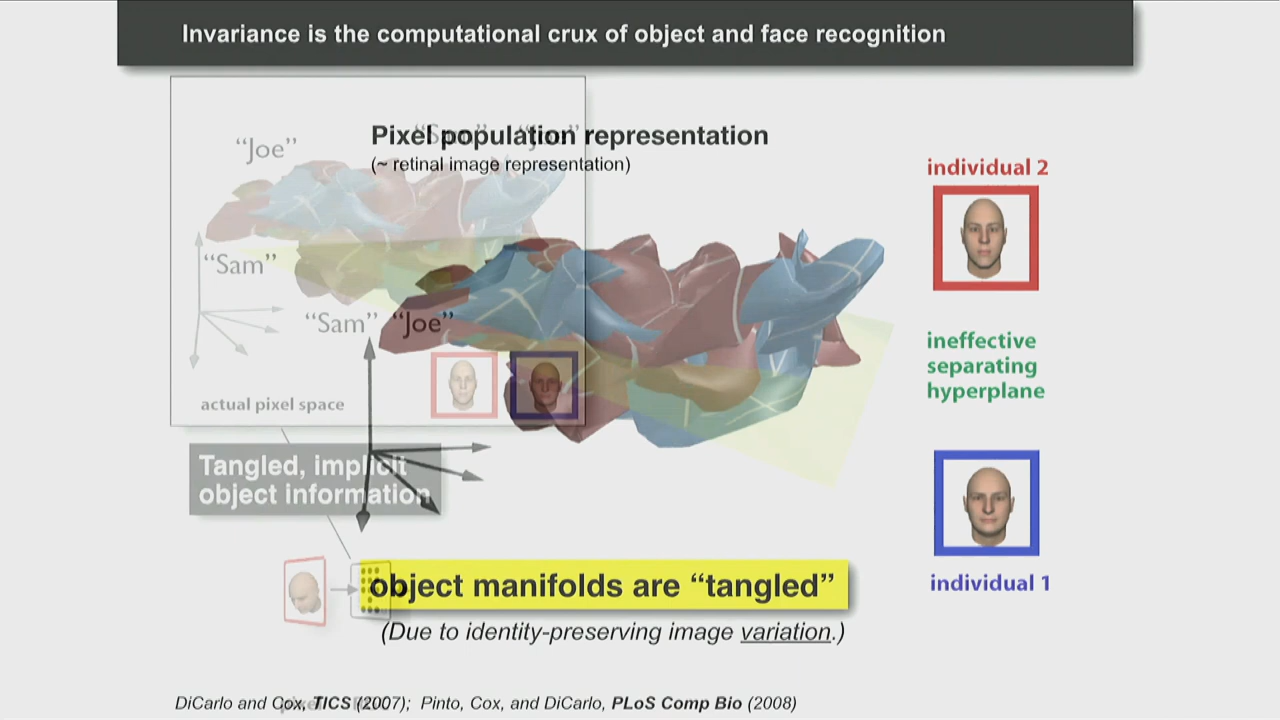 Invariance is the computational crux of object and face recognition
Pixel population representation
(~ retinal image representation)
“Joe”
“Sam”
“Sam” “Joe”
actual pixel space
Tangled, implicit
object information
individual 2
ineffective
separating
hyperplane
individual 1
object manifolds are “tangled”
(Due to identity-preserving image variation.)
DiCarlo and Cox, TICS (2007); Pinto, Cox, and DiCarlo, PLoS Comp Bio (2008)